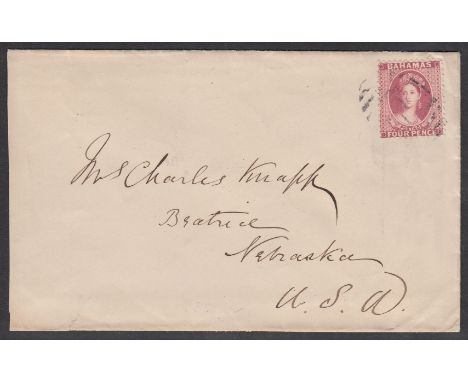 BAHAMAS
FOUR PENCE
Mrs Charles Knapp
Beatrice
Nebraska
U. S. A.